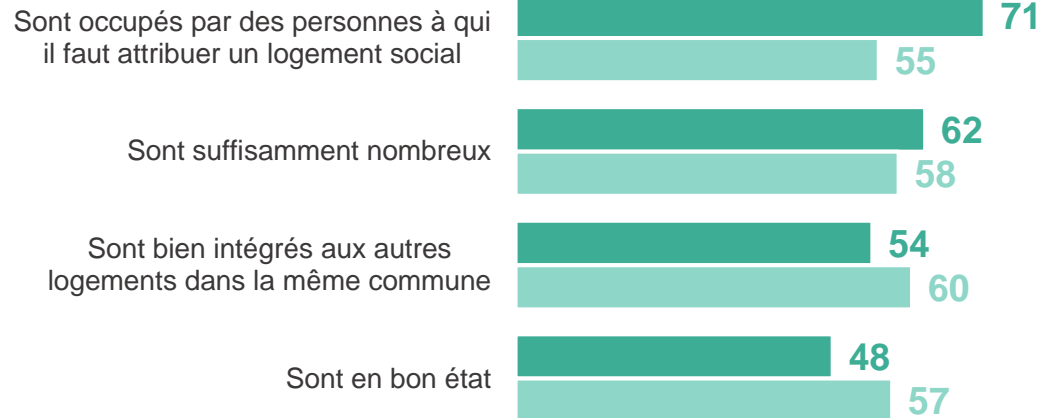 Sont occupés par des personnes à qui
il faut attribuer un logement social
71
55
Sont suffisamment nombreux
62
58
Sont bien intégrés aux autres
logements dans la même commune
54
60
Sont en bon état
48
57